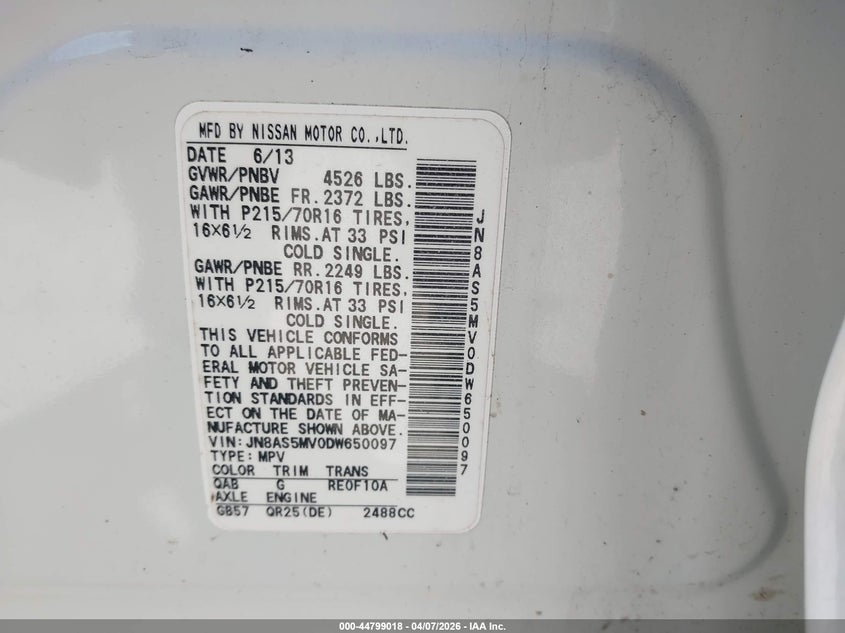 MFD BY NISSAN MOTOR CO.,LTD.
DATE 6/13
GVWR/PNBV 4526 LBS.
GAWR/PNBE FR. 2372 LBS.
WITH P215/70R16 TIRES,
16×6½ RIMS.AT 33 PSI
COLD SINGLE.
GAWR/PNBE RR. 2249 LBS.
WITH P215/70R16 TIRES,
16×6½ RIMS.AT 33 PSI
COLD SINGLE.
THIS VEHICLE CONFORMS
TO ALL APPLICABLE FED-
ERAL MOTOR VEHICLE SA-
FETY AND THEFT PREVEN-
TION STANDARDS IN EFF-
ECT ON THE DATE OF MA-
NUFACTURE SHOWN ABOVE.
VIN: JN8AS5MV0DW650097
TYPE: MPV
COLOR TRIM TRANS
QAB G RE0F10A
AXLE ENGINE
GB57 QR25(DE) 2488CC
JN8AS5MV0DW650097
000-44799018 - 04/07/2026 - IAA Inc.